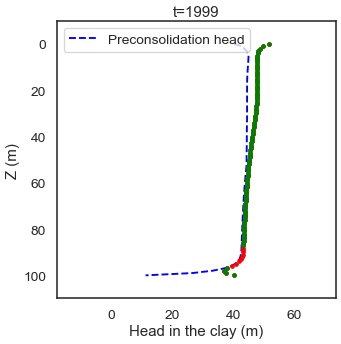 t=1999
Preconsolidation head
0
20
40
60
80
100
Z (m)
0 20 40 60
Head in the clay (m)